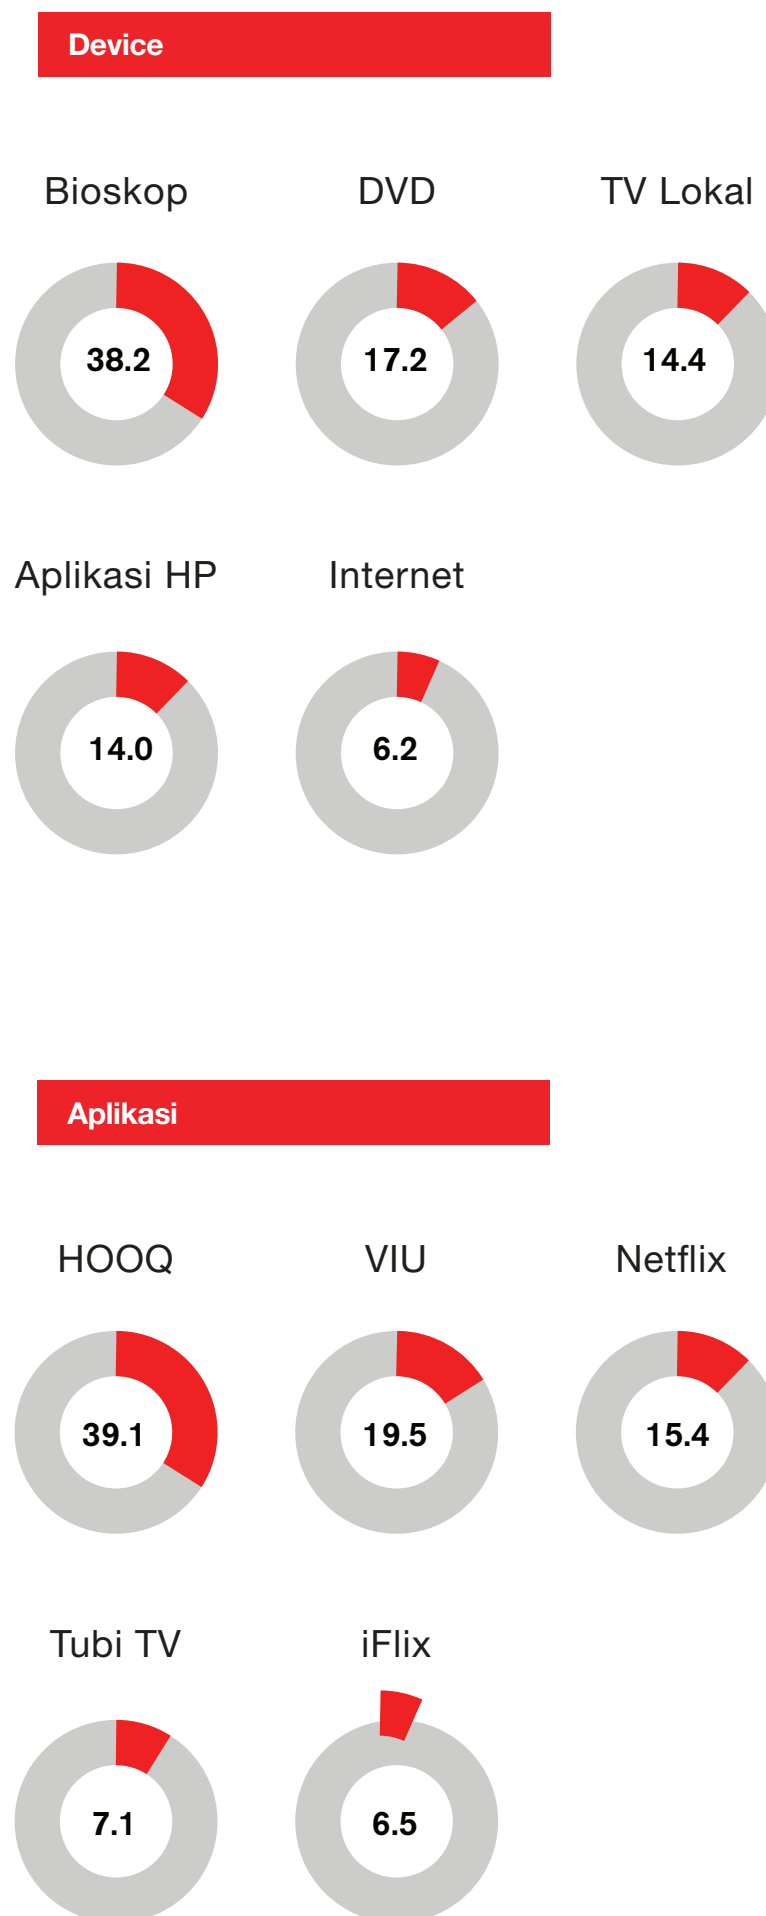 Device
Bioskop
DVD
TV Lokal
38.2
17.2
14.4
Aplikasi HP
Internet
14.0
6.2
Aplikasi
HOOQ
VIU
Netflix
39.1
19.5
15.4
Tubi TV
iFlix
7.1
6.5